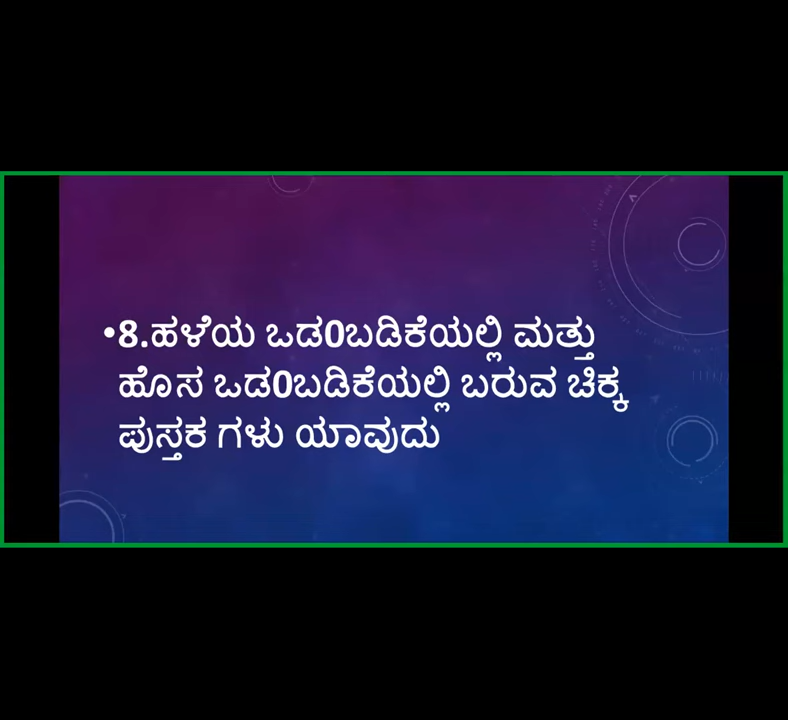 •8.ಹಳೆಯ ಒಡ0ಬಡಿಕೆಯಲ್ಲಿ ಮತ್ತು
ಹೊಸ ಒಡ0ಬಡಿಕೆಯಲ್ಲಿ ಬರುವ ಚಿಕ್ಕ
ಪುಸ್ತಕ ಗಳು ಯಾವುದು